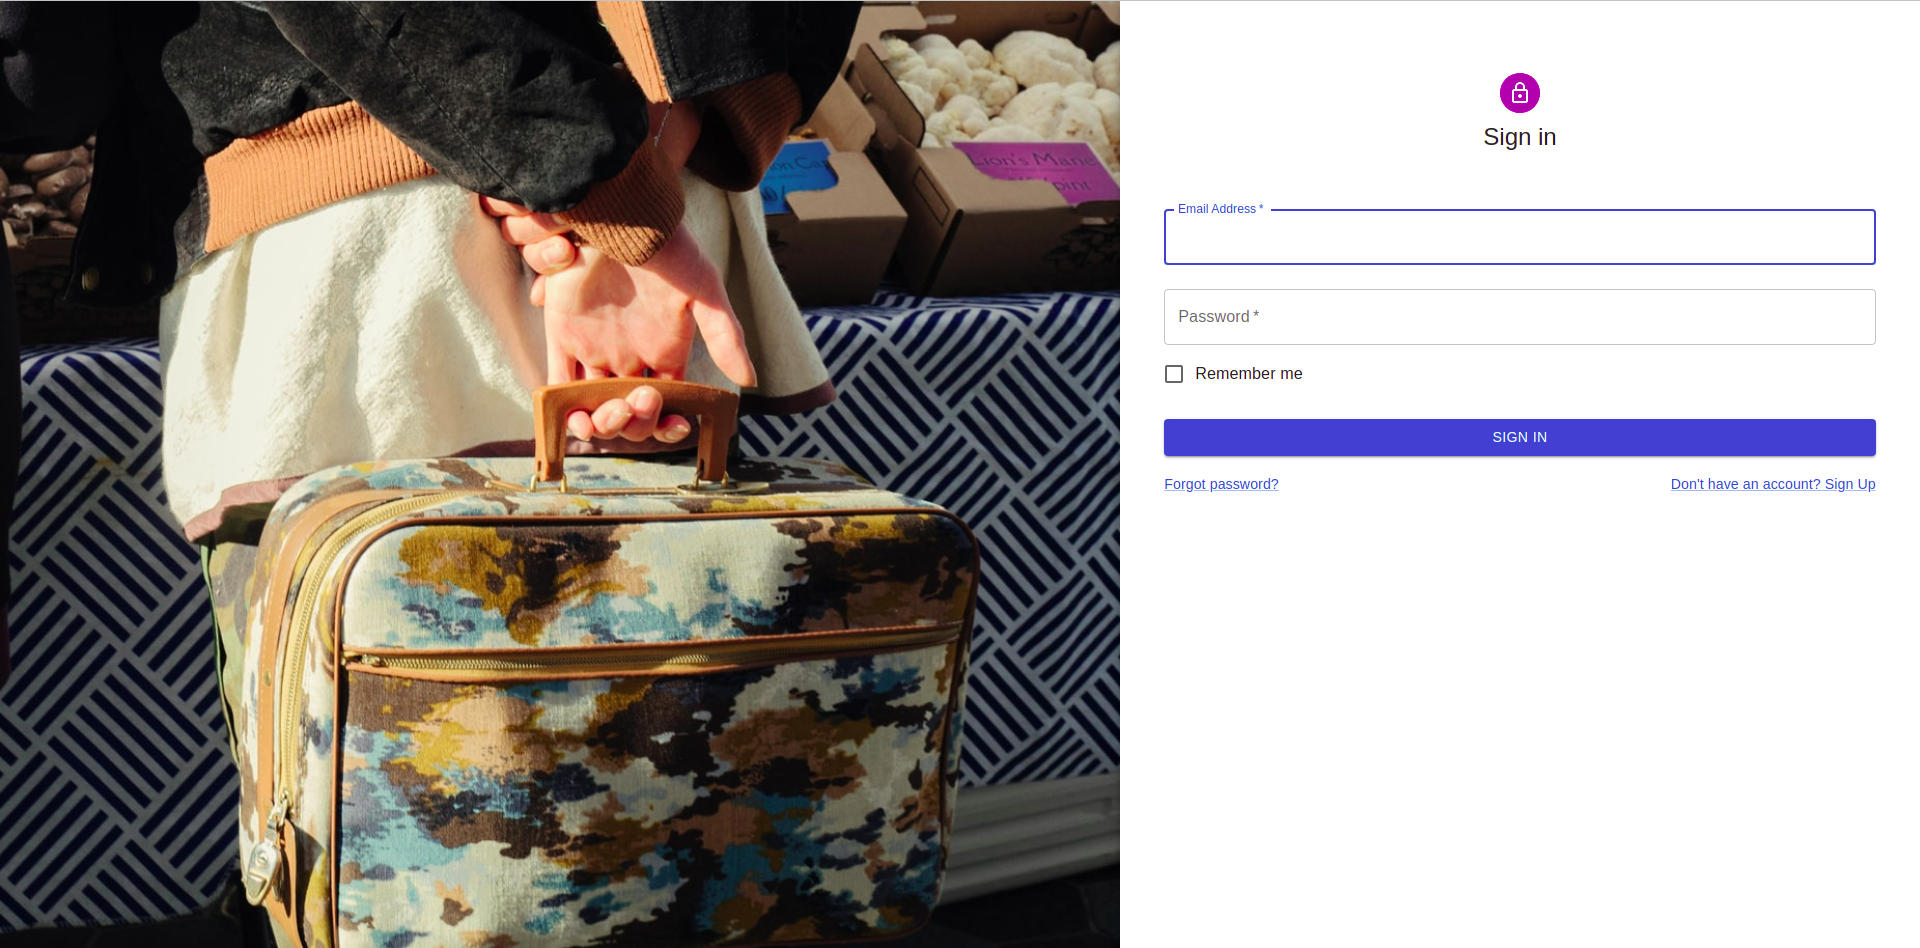 Sign in
Email Address *
Password *
Remember me
SIGN IN
Forgot password?
Don't have an account? Sign Up
Lion's Mane
pint